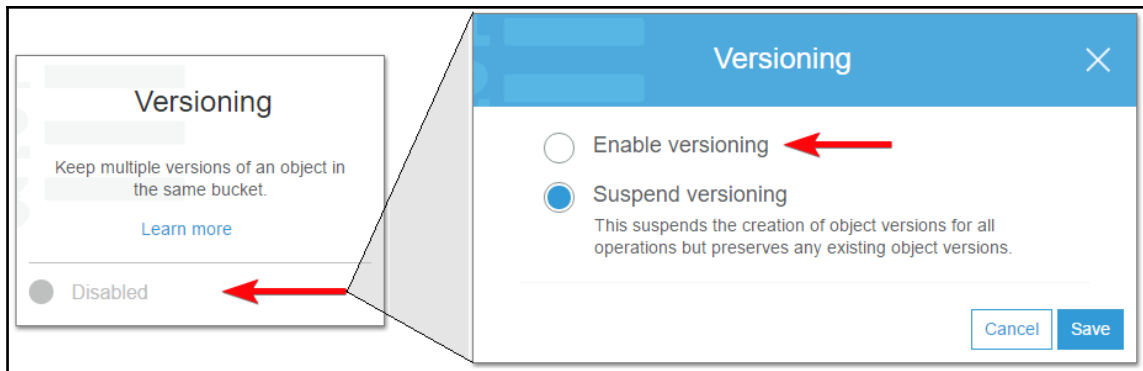 Versioning
Keep multiple versions of an object in
the same bucket.
Learn more
Disabled
Versioning
Enable versioning
Suspend versioning
This suspends the creation of object versions for all
operations but preserves any existing object versions.
Cancel Save